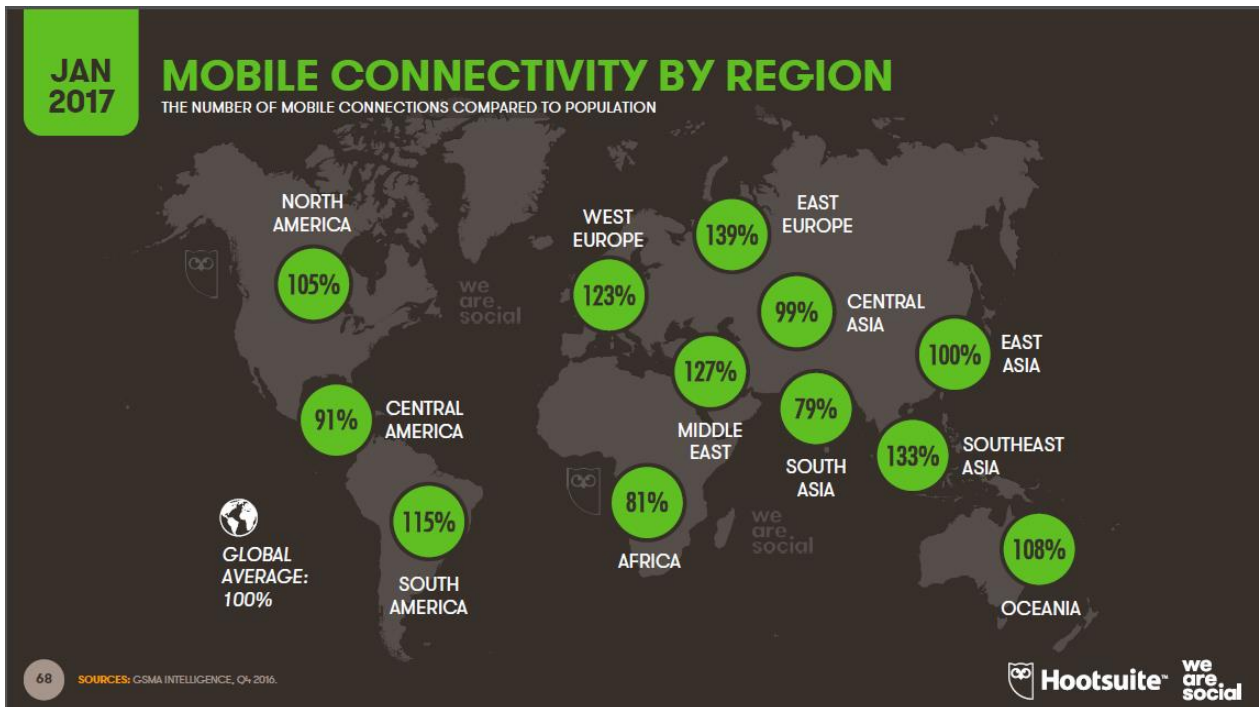 JAN
2017
MOBILE CONNECTIVITY BY REGION
THE NUMBER OF MOBILE CONNECTIONS COMPARED TO POPULATION
NORTH
AMERICA
105%
WEST
EUROPE
123%
EAST
EUROPE
139%
CENTRAL
ASIA
99%
EAST
ASIA
100%
we
are
social
CENTRAL
AMERICA
91%
MIDDLE
EAST
127%
SOUTH
ASIA
79%
SOUTHEAST
ASIA
133%
SOUTH
AMERICA
115%
AFRICA
81%
we
are
social
OCEANIA
108%
GLOBAL
AVERAGE:
100%
68
SOURCES: GSMA INTELLIGENCE, Q4 2016.
Hootsuite™
we
are
social